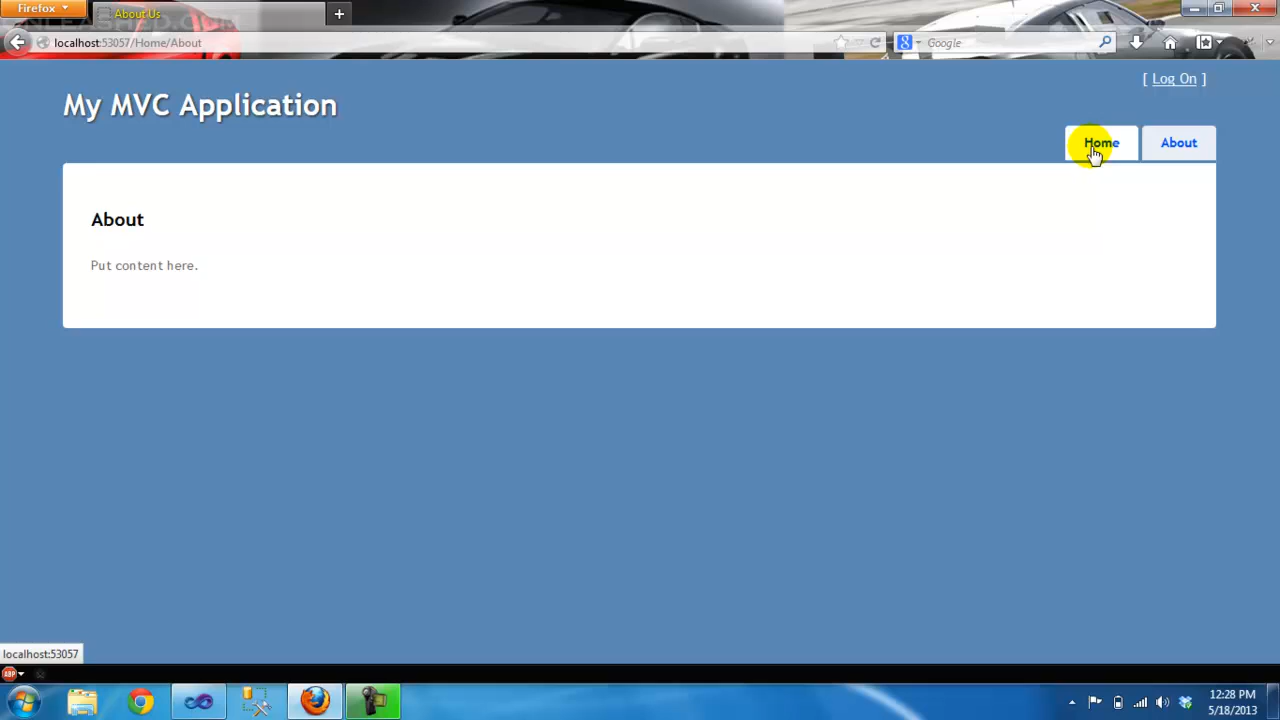 Firefox
About Us
localhost:53057/Home/About
Google
[ Log On ]
My MVC Application
Home
About
About
Put content here.
localhost:53057
ABP
12:28 PM
5/18/2013